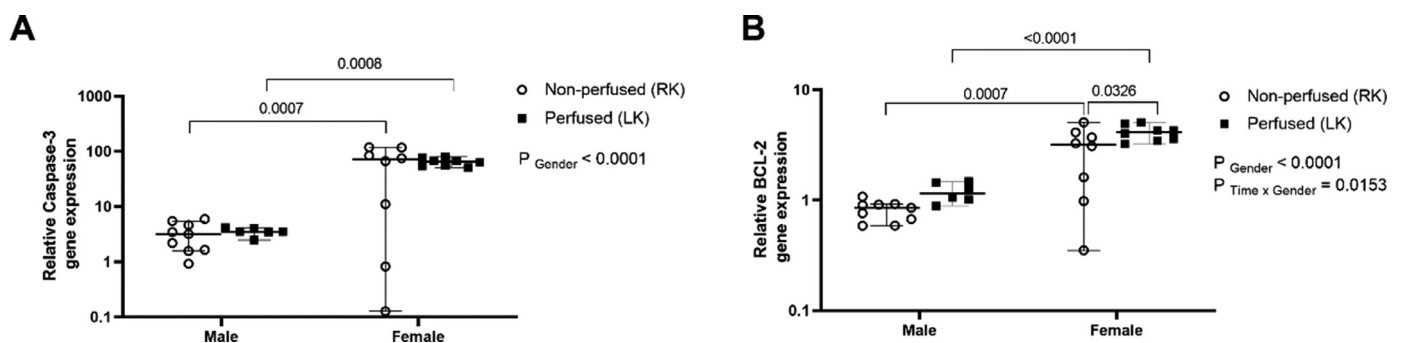 A
0.0008
0.0007
1000
100
10
1
0.1
Relative Caspase-3
gene expression
Male
Female
Non-perfused (RK)
Perfused (LK)
P Gender < 0.0001
B
<0.0001
0.0007
0.0326
10
1
0.1
Relative BCL-2
gene expression
Male
Female
Non-perfused (RK)
Perfused (LK)
P Gender < 0.0001
P Time x Gender = 0.0153